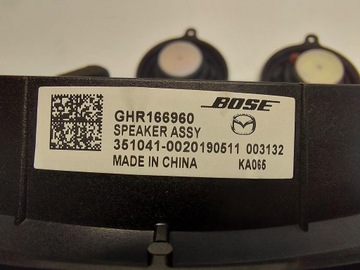 GHR166960 BOSE
SPEAKER ASSY
351041-0020190511 003132
MADE IN CHINA KA065